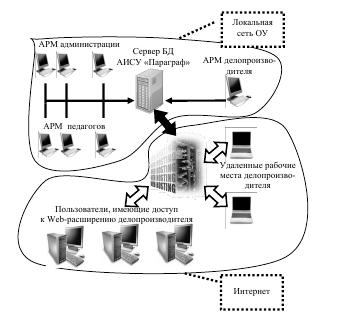 Локальная
сеть ОУ
АРМ администрации
Сервер БД
АИСУ «Параграф»
АРМ делопроизво-
дителя
АРМ педагогов
HOSTING
Удаленные рабочие
места делопроизво-
дителя
Пользователи, имеющие доступ
к Web-расширению делопроизводителя
Интернет